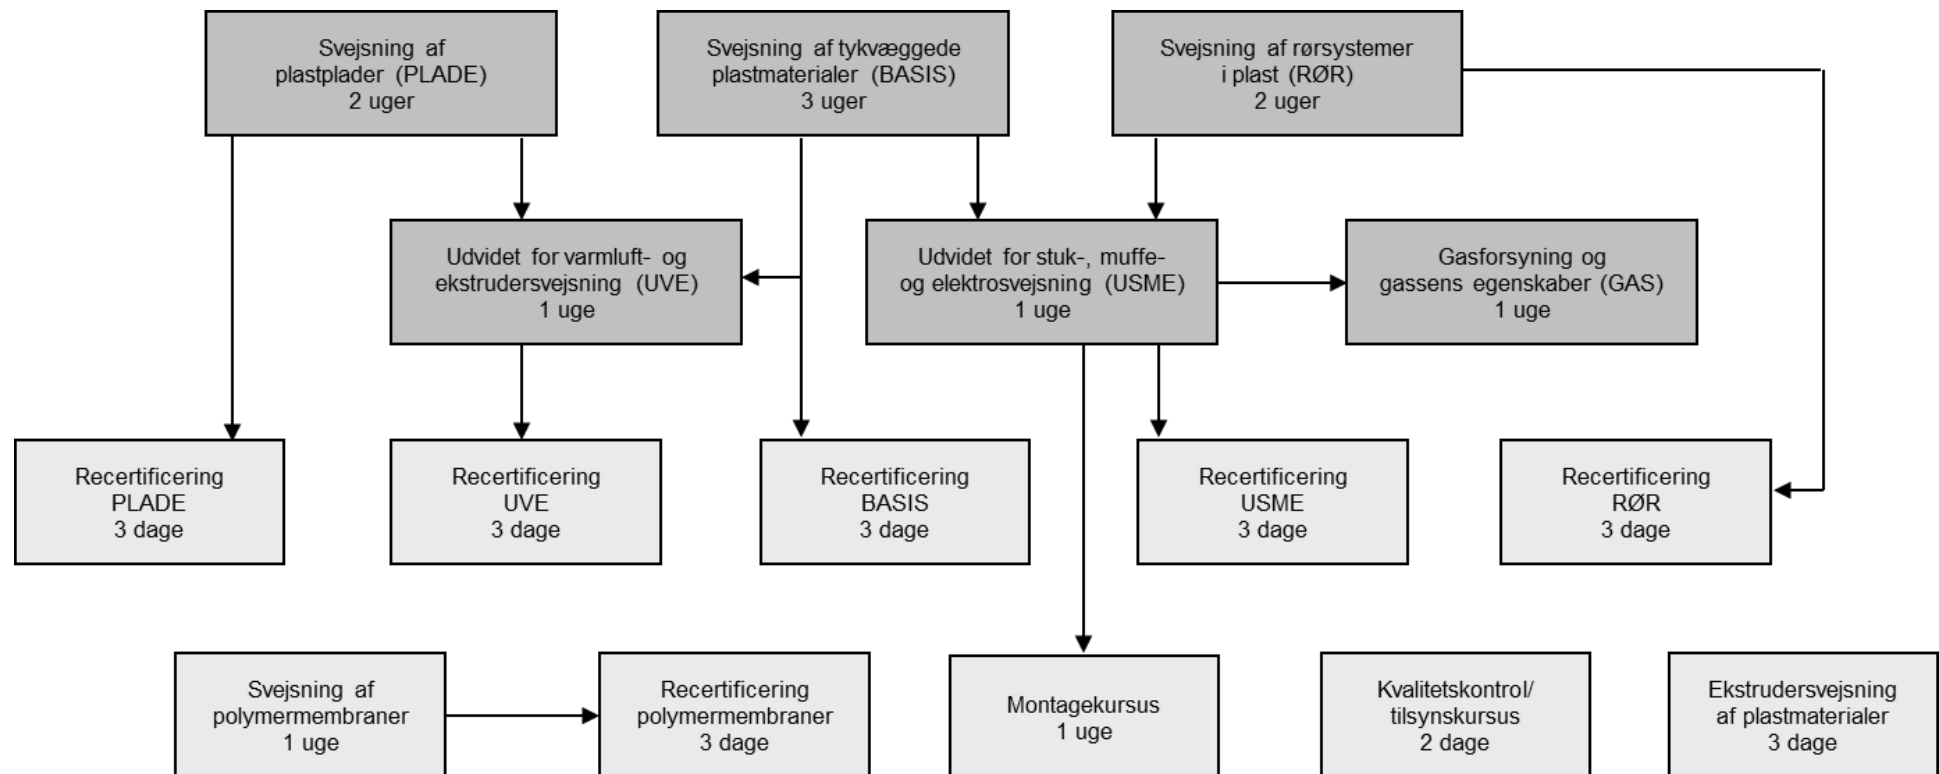 Svejsning af
plastplader (PLADE)
2 uger
Svejsning af tykvæggede
plastmaterialer (BASIS)
3 uger
Svejsning af rørsystemer
i plast (RØR)
2 uger
Udvidet for varmluft- og
ekstrudersvejsning (UVE)
1 uge
Udvidet for stuk-, muffe-
og elektrosvejsning (USME)
1 uge
Gasforsyning og
gassens egenskaber (GAS)
1 uge
Recertificering
PLADE
3 dage
Recertificering
UVE
3 dage
Recertificering
BASIS
3 dage
Recertificering
USME
3 dage
Recertificering
RØR
3 dage
Svejsning af
polymermembraner
1 uge
Recertificering
polymermembraner
3 dage
Montagekursus
1 uge
Kvalitetskontrol/
tilsynskursus
2 dage
Ekstrudersvejsning
af plastmaterialer
3 dage